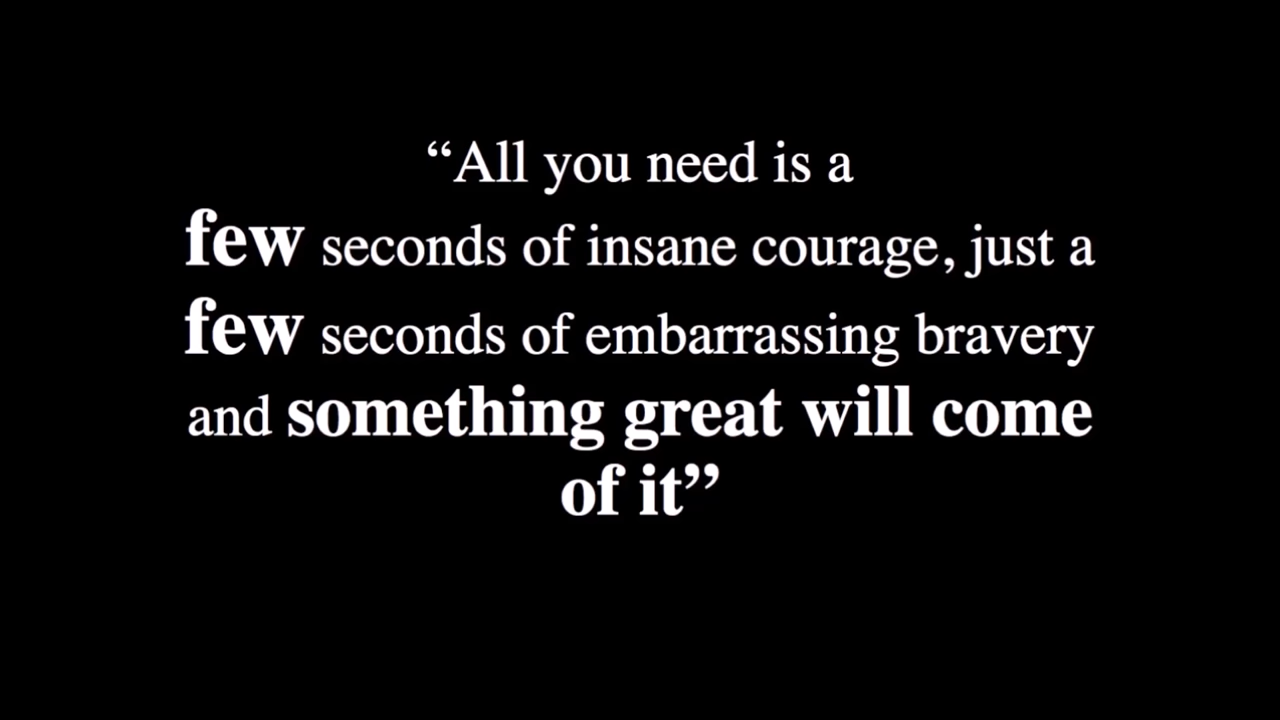 “All you need is a
few seconds of insane courage, just a
few seconds of embarrassing bravery
and something great will come
of it”